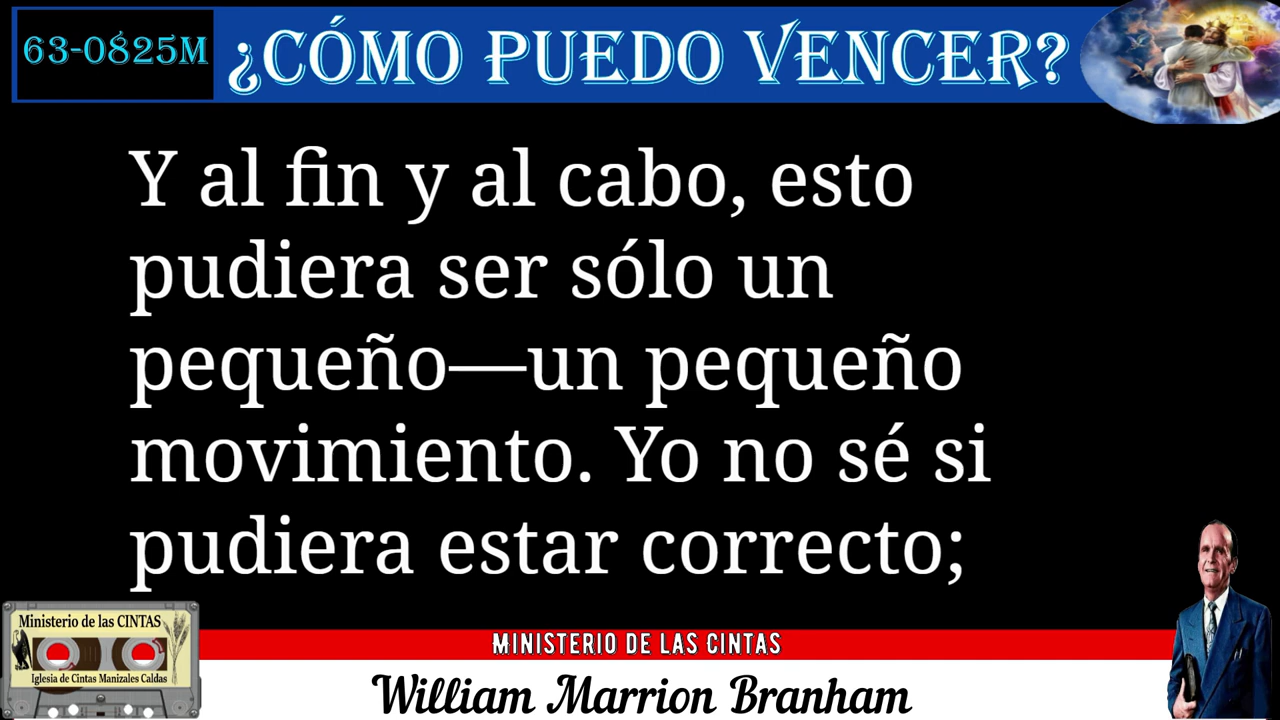 63-0825M
¿CÓMO PUEDO VENCER?
Y al fin y al cabo, esto
pudiera ser sólo un
pequeño—un pequeño
movimiento. Yo no sé si
pudiera estar correcto;
Ministerio de las CINTAS
Iglesia de Cintas Manizales Caldas
MINISTERIO DE LAS CINTAS
William Marrion Branham